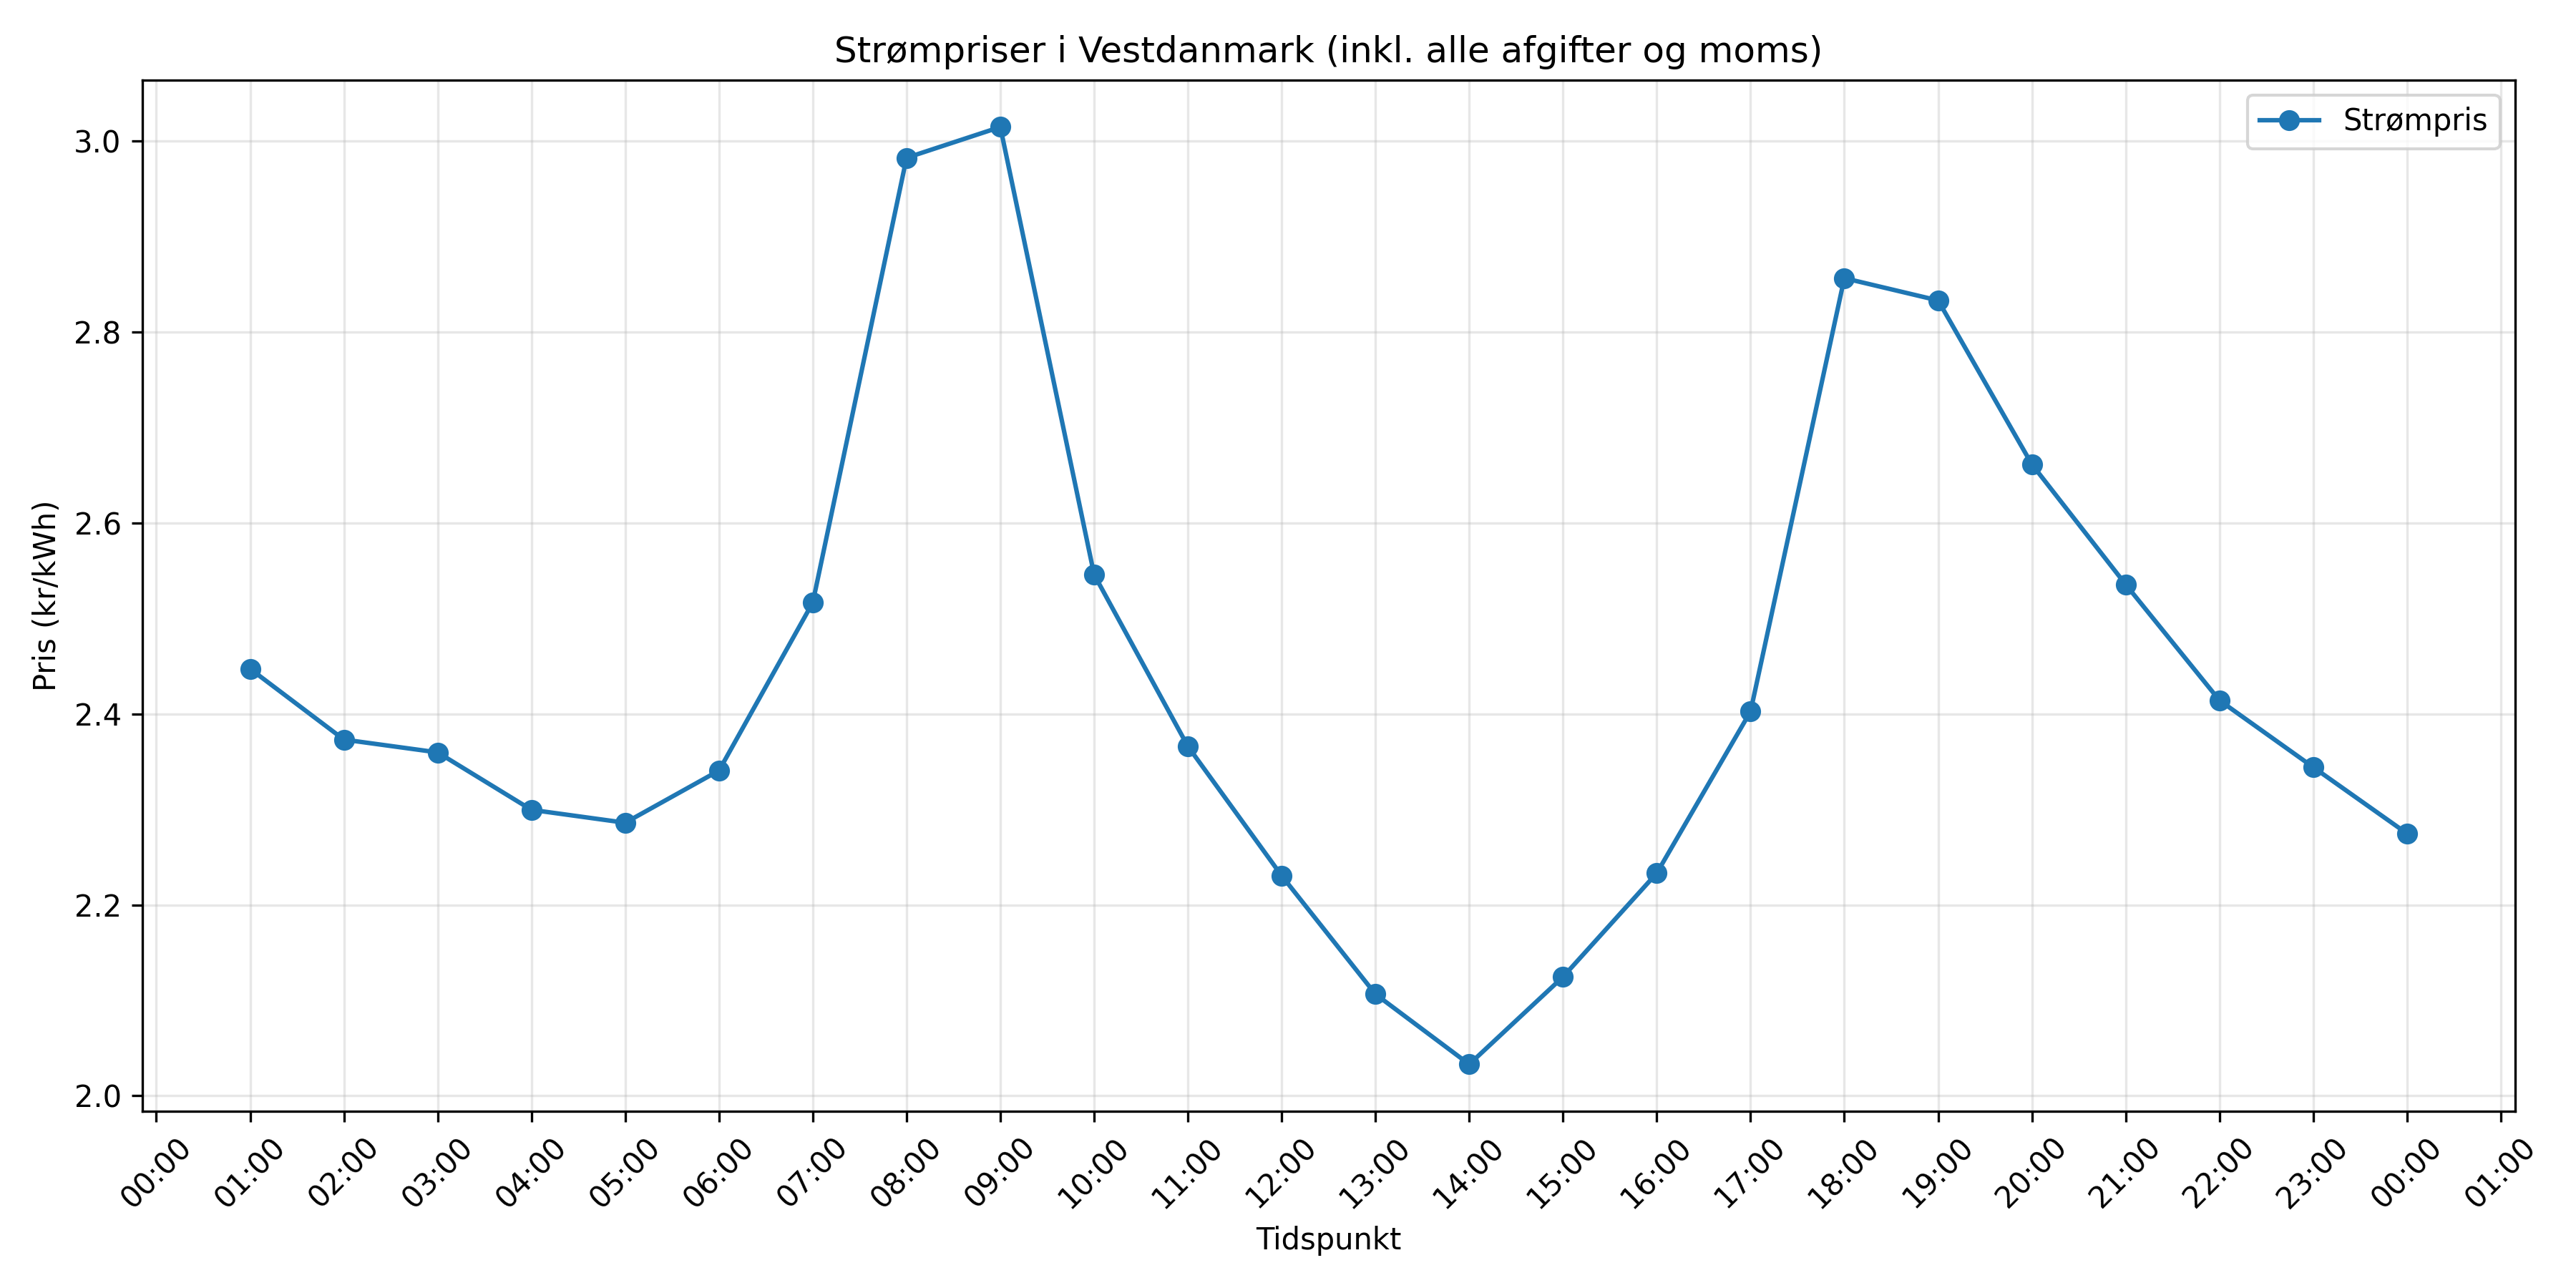 Strømpriser i Vestdanmark (inkl. alle afgifter og moms)
Strømpris
Pris (kr/kWh)
3.0
2.8
2.6
2.4
2.2
2.0
00:00 01:00 02:00 03:00 04:00 05:00 06:00 07:00 08:00 09:00 10:00 11:00 12:00 13:00 14:00 15:00 16:00 17:00 18:00 19:00 20:00 21:00 22:00 23:00 00:00 01:00
Tidspunkt